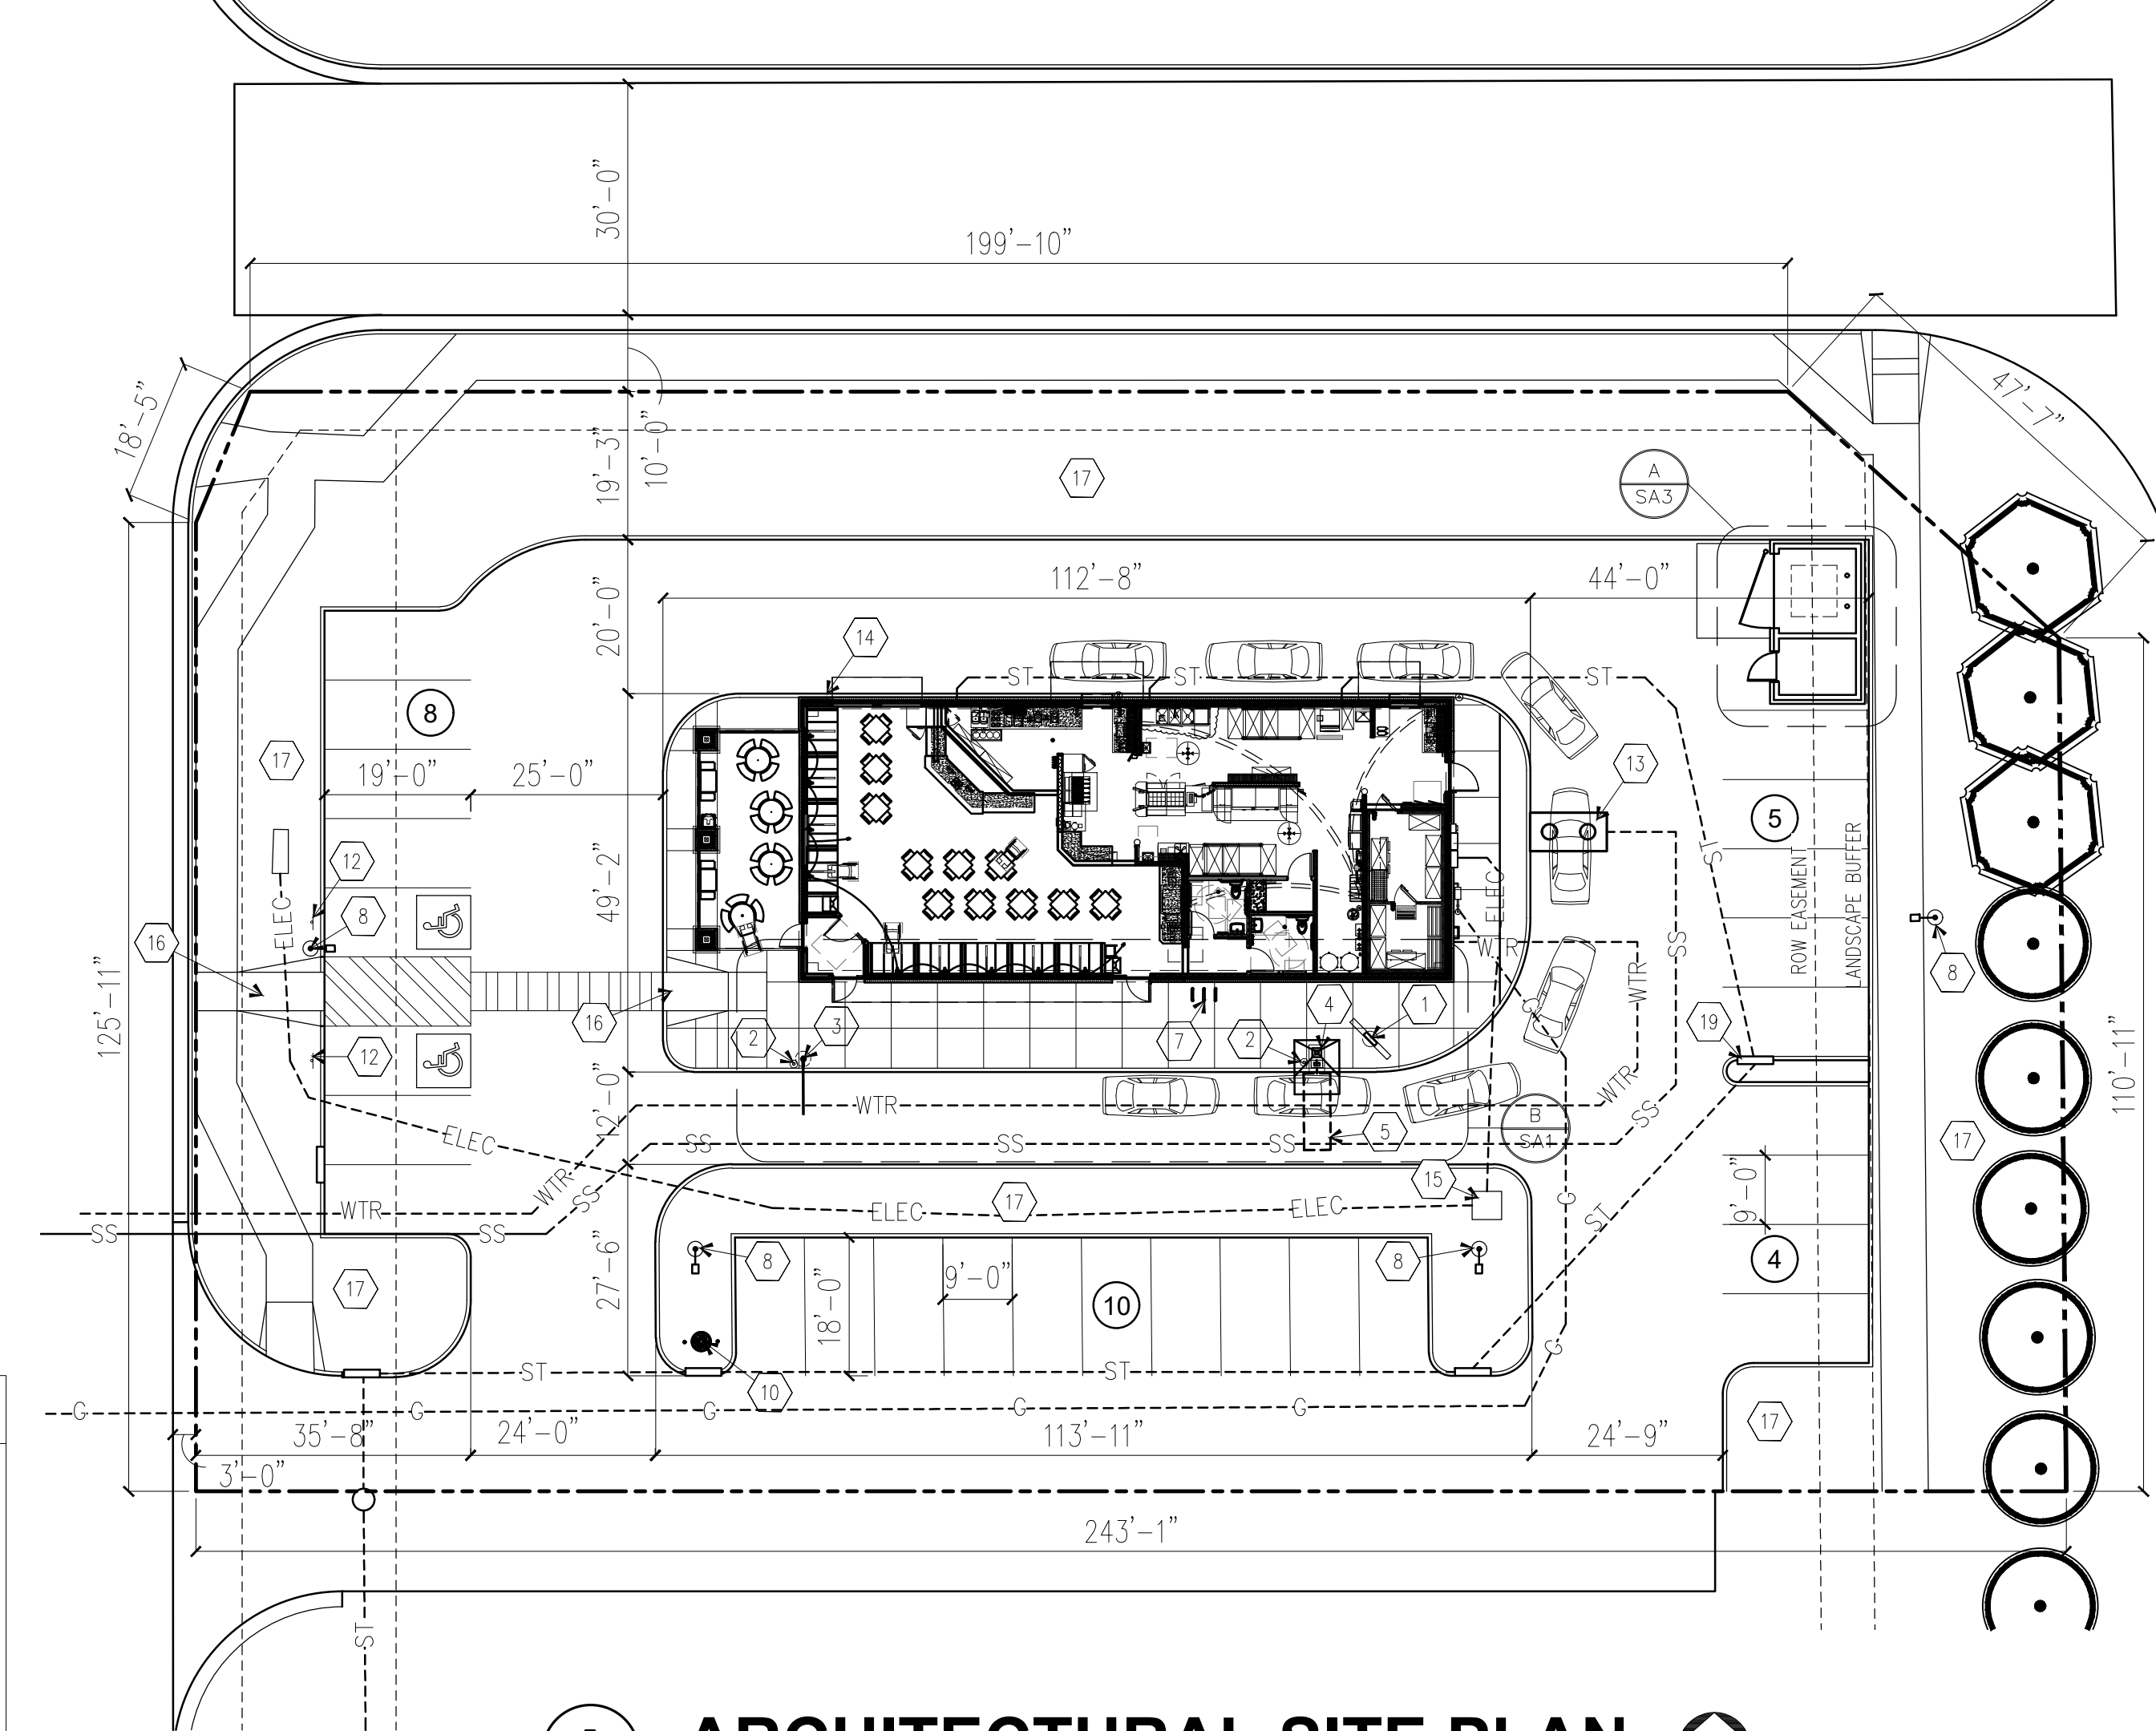 30'-0"
199'-10"
18'-5"
47'-7"
19'-3"
10'-0"
17
A
SA3
112'-8"
44'-0"
20'-0"
14
ST
ST
ST
8
17
19'-0"
25'-0"
13
5
ST
12
8
ELEC
49'-2"
ELEC
ROW EASEMENT
LANDSCAPE BUFFER
16
WTR
SS
8
125'-11"
WTR
G
16
2
3
7
2
4
1
19
12
12'-0"
WTR
WTR
SS
110'-11"
ELEC
SS
SS
SS
5
B
SA1
17
15
WTR
SS
17
ELEC
ELEC
G
ST
9'-0"
WTR
SS
SS
27'-6"
8
8
4
17
9'-0"
10
18'-0"
ST
ST
G
10
G
G
G
G
G
17
35'-8"
24'-0"
113'-11"
24'-9"
3'-0"
243'-1"
ST
ARCHITECTURAL SITE PLAN